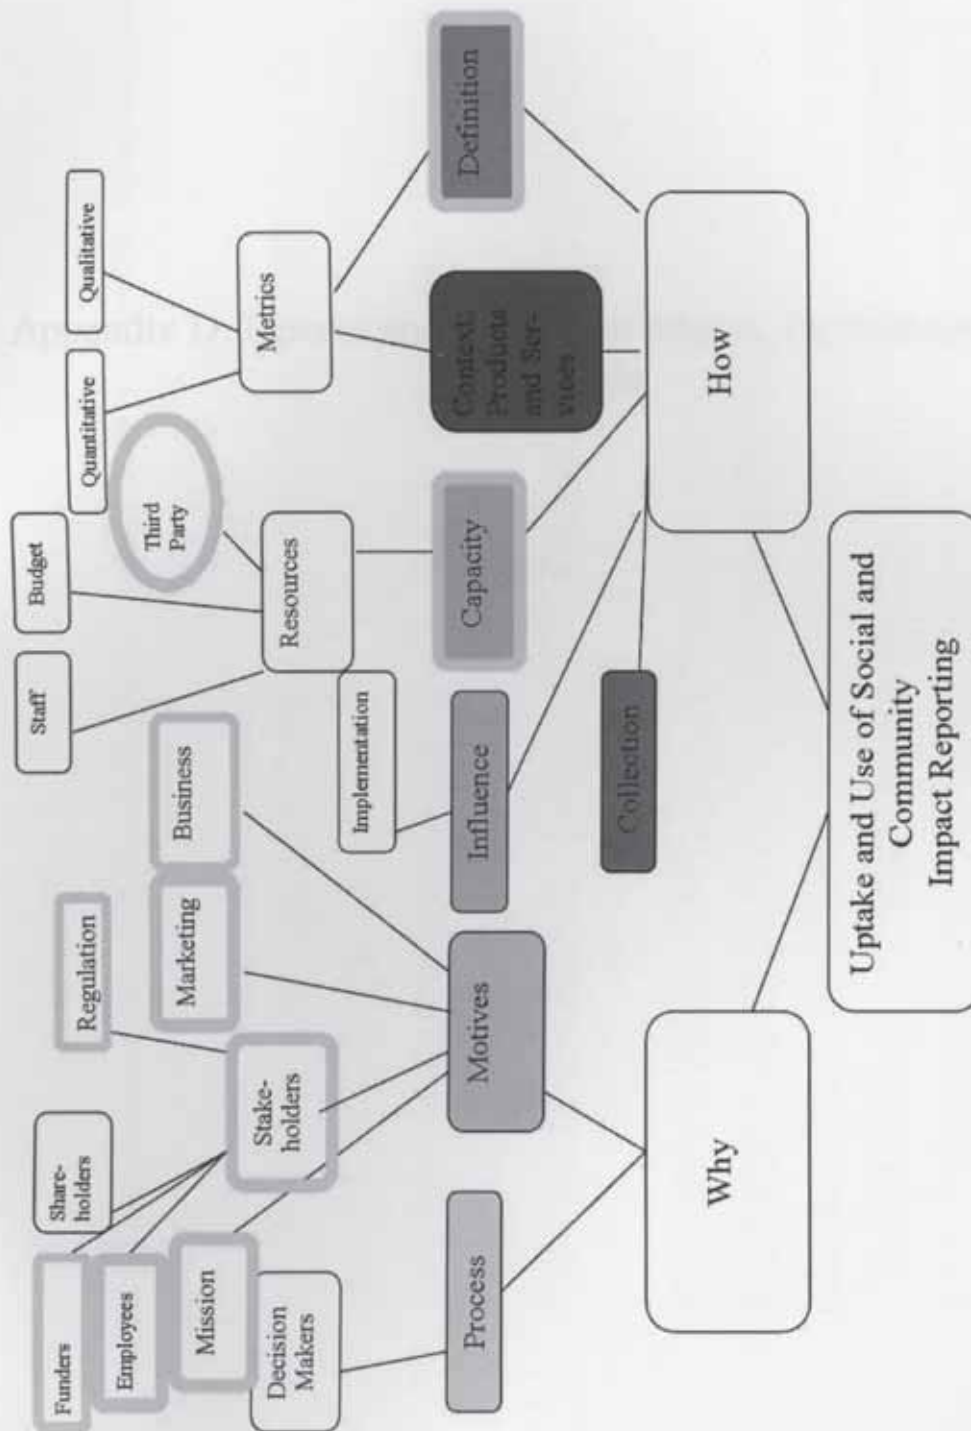 Funders
Share-
holders
Regulation
Staff
Budget
Quantitative
Qualitative
Employees
Marketing
Business
Third
Party
Mission
Stake-
holders
Decision
Makers
Resources
Metrics
Implementation
Process
Motives
Influence
Capacity
Context:
Products
and Ser-
vices
Definition
Collection
Why
How
Uptake and Use of Social and
Community
Impact Reporting